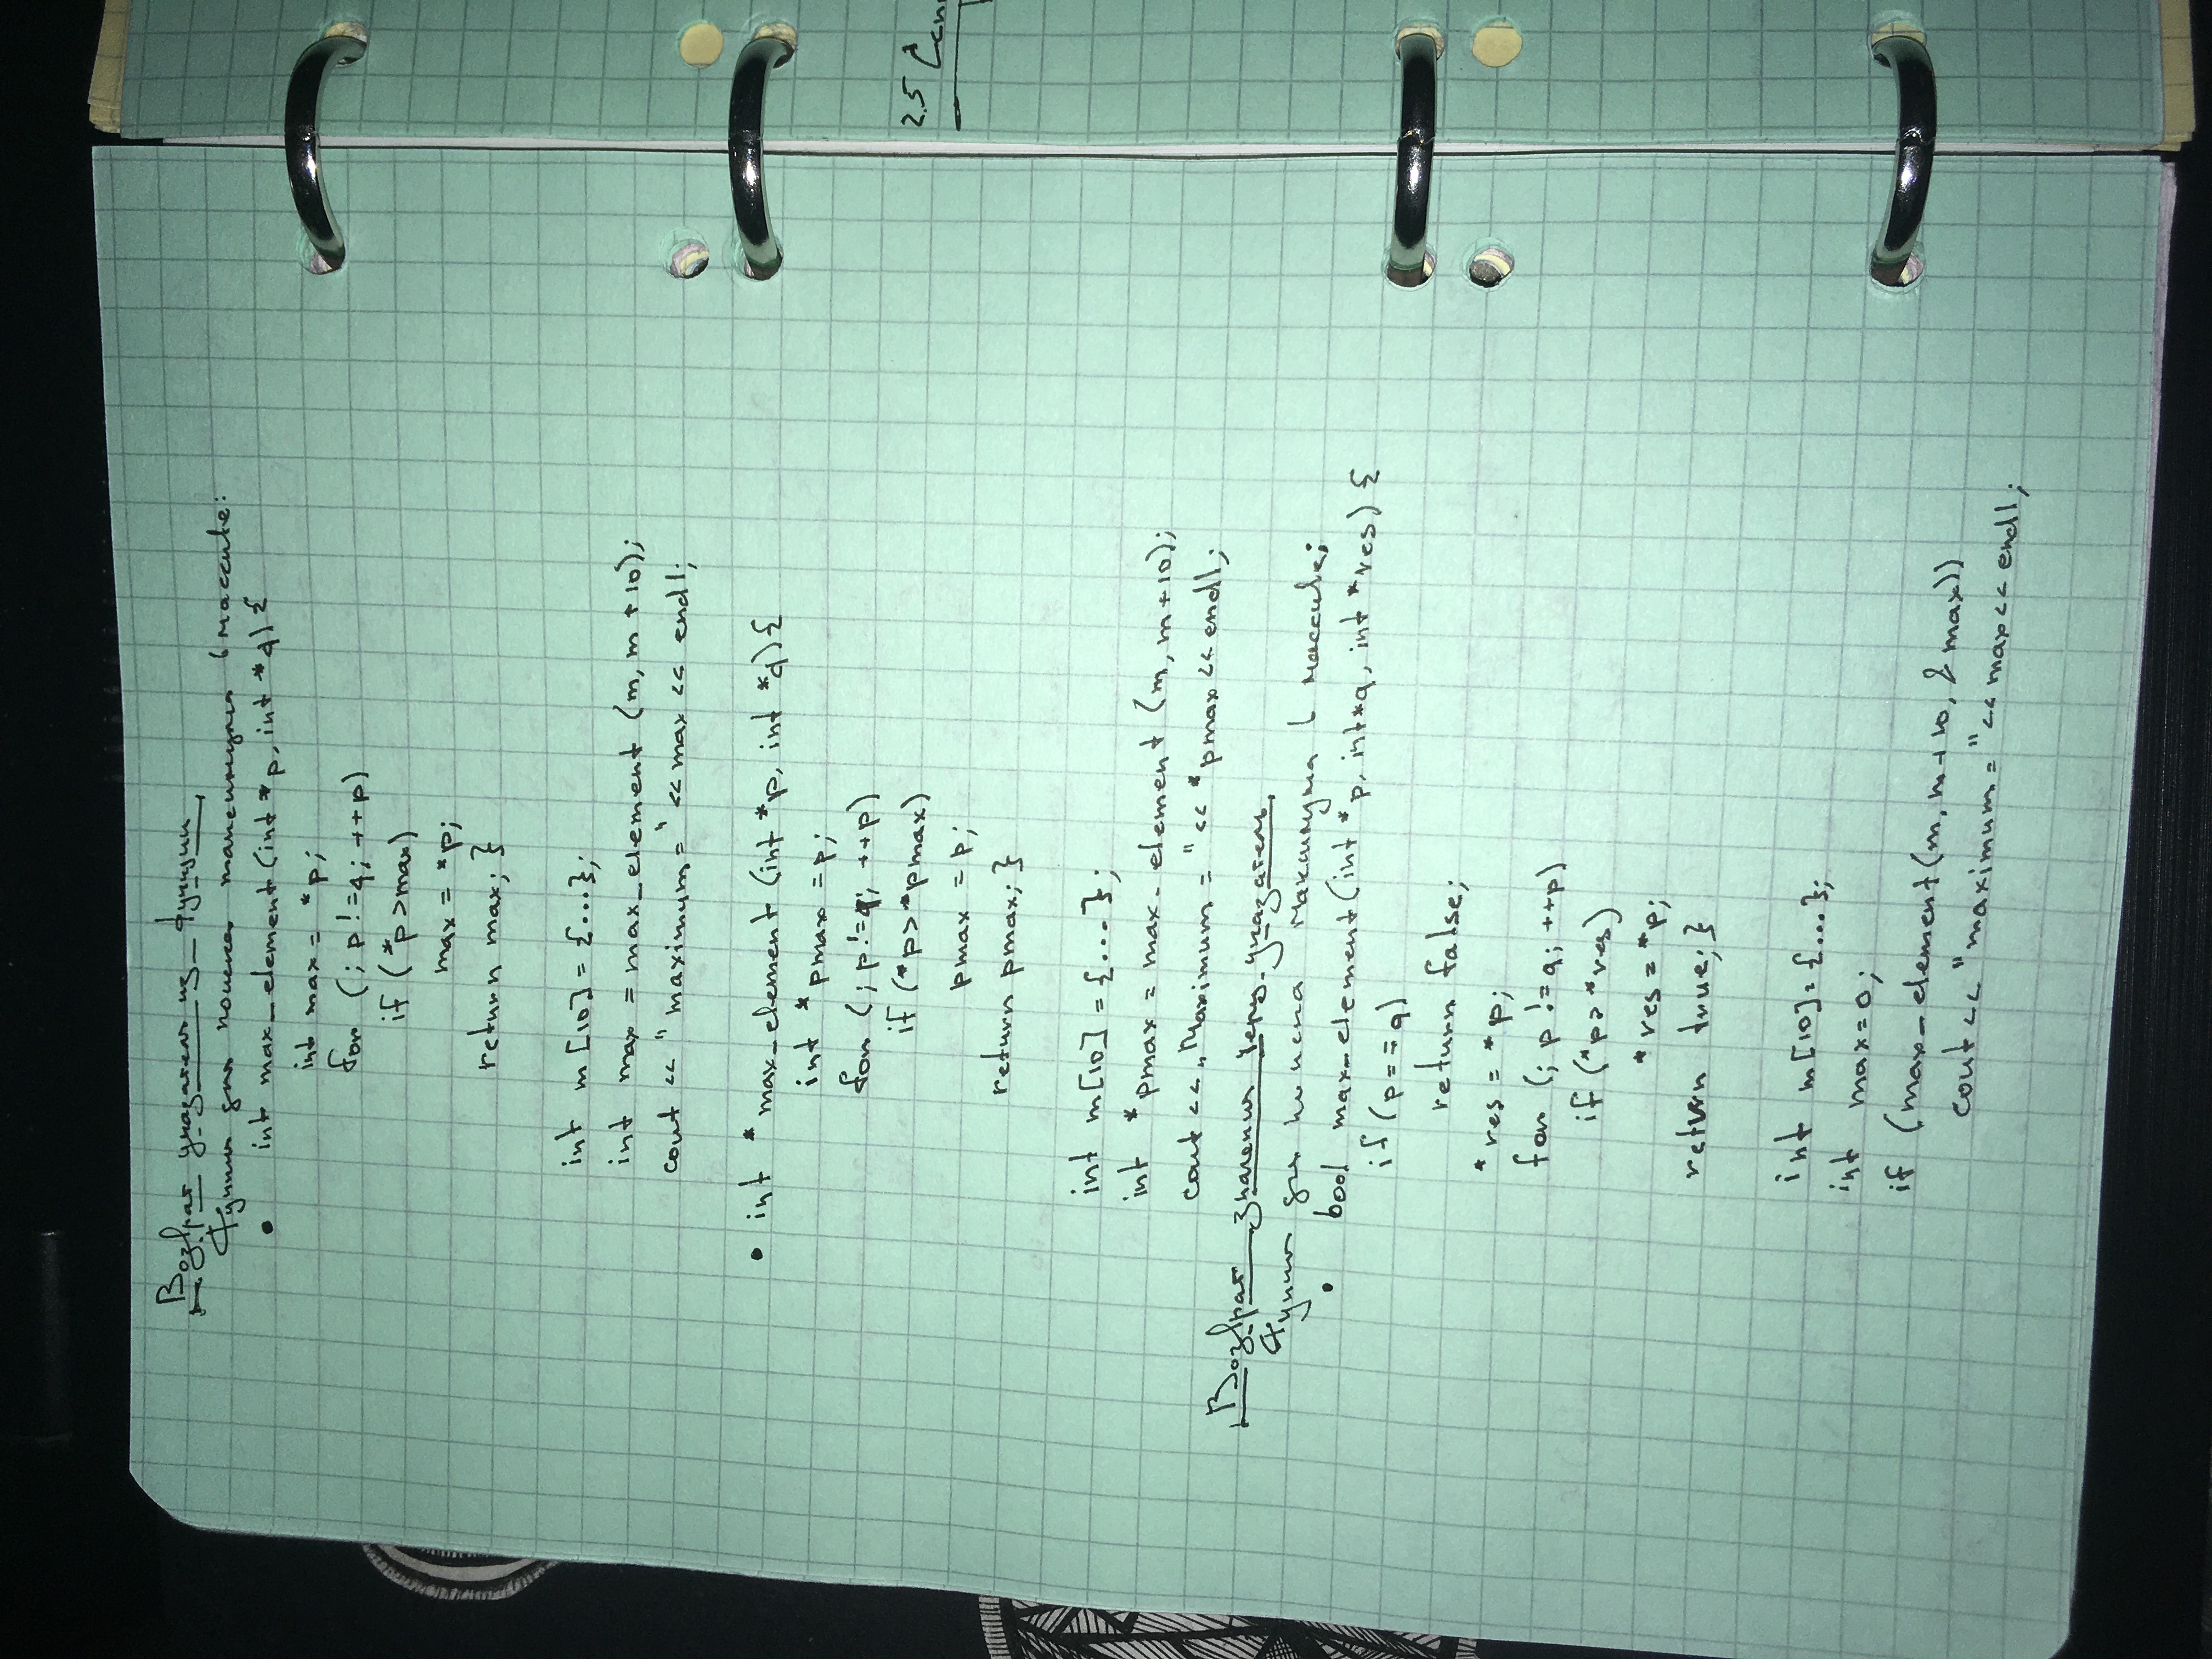 Возврат указателя из функции
Функция для поиска максимума в массиве:
• int max_element (int *p, int *q) {
int max = *p;
for (; p != q; ++p)
if (*p > max)
max = *p;
return max; }
int m [10] = {...};
int max = max_element (m, m + 10);
cout << "maximum = " << max << endl;
• int *max_element (int *p, int *q) {
int *pmax = p;
for (; p != q; ++p)
if (*p > *pmax)
pmax = p;
return pmax; }
int m[10] = {...};
int *pmax = max_element (m, m + 10);
cout << „Maximum = " << *pmax << endl;
Возврат значения через указатель
Функция для поиска максимума в массиве:
• bool max_element (int *p, int *q, int *res) {
if (p == q)
return false;
*res = *p;
for (; p != q; ++p)
if (*p > *res)
*res = *p;
return true; }
int m[10] = {...};
int max = 0;
if (max_element (m, m + 10, &max))
cout << "maximum = " << max << endl;
2.5